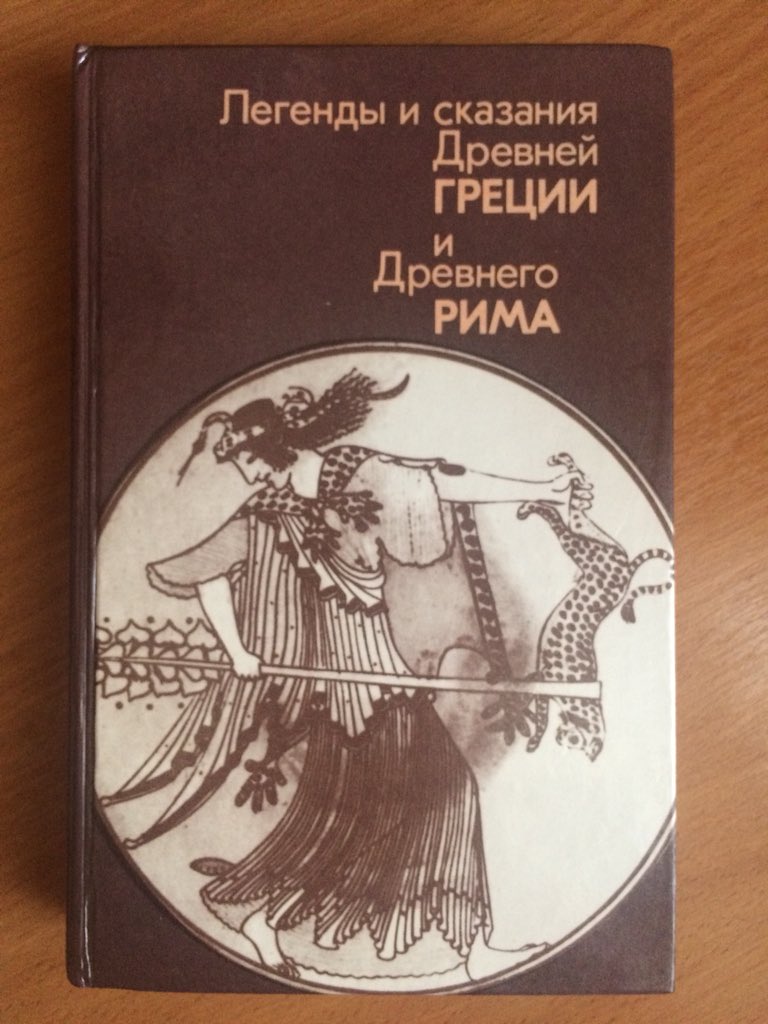 Легенды и сказания
Древней
ГРЕЦИИ
и
Древнего
РИМА